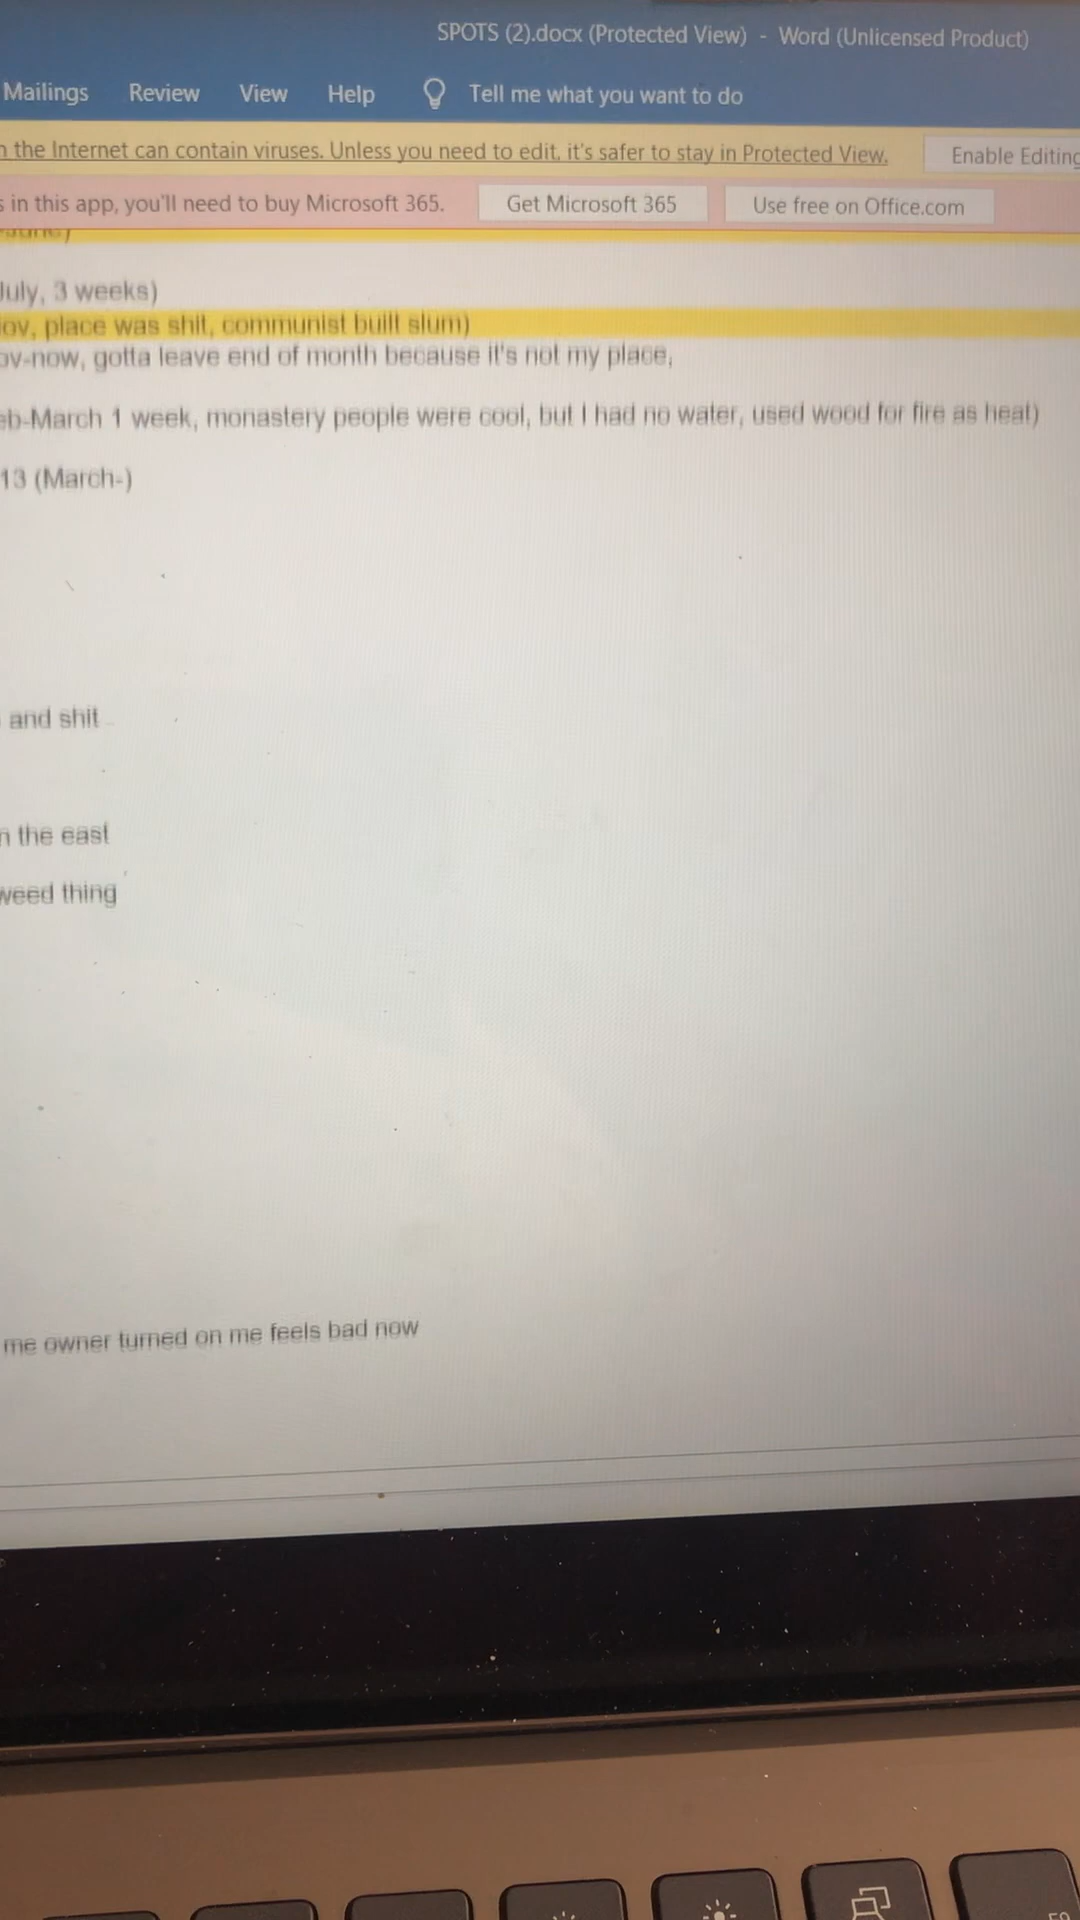 SPOTS (2).docx (Protected View) - Word (Unlicensed Product)
Mailings Review View Help Tell me what you want to do
the Internet can contain viruses. Unless you need to edit, it's safer to stay in Protected View. Enable Editing
s in this app, you'll need to buy Microsoft 365. Get Microsoft 365 Use free on Office.com
July, 3 weeks)
ov, place was shit, communist built slum)
ov-now, gotta leave end of month because it's not my place,
eb-March 1 week, monastery people were cool, but I had no water, used wood for fire as heat)
13 (March-)
and shit
n the east
weed thing
me owner turned on me feels bad now